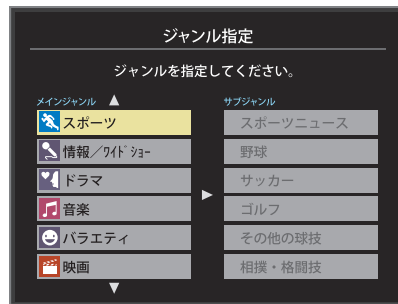 ジャンル指定
ジャンルを指定してください。
メインジャンル
スポーツ
情報／ﾜｲﾄﾞｼｮｰ
ドラマ
音楽
バラエティ
映画
サブジャンル
スポーツニュース
野球
サッカー
ゴルフ
その他の球技
相撲・格闘技